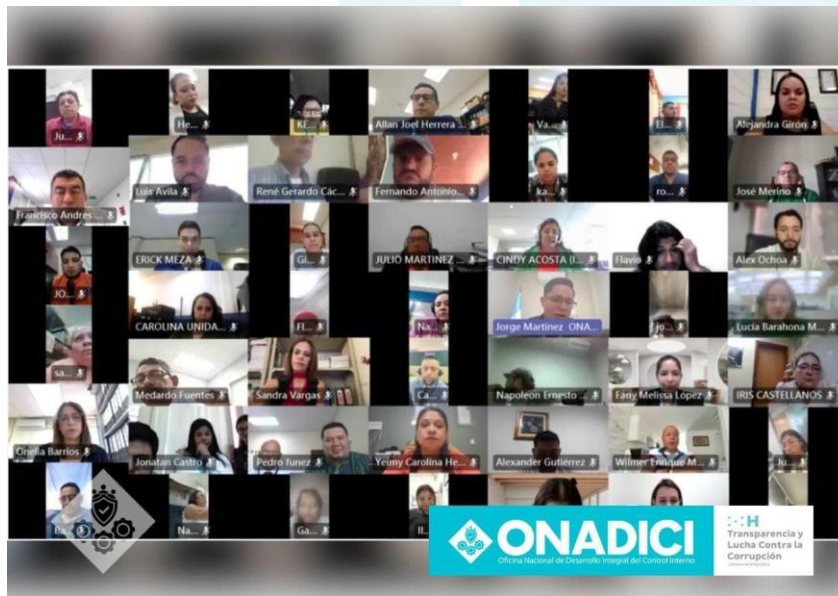 Ju...
He...
KE...
Allan Joel Herrera ...
Va...
El...
Alejandra Girón
Francisco Andres ...
Luis Avila
René Gerardo Các...
Fernando Antonio...
ka...
ro...
José Merino
JO...
ERICK MEZA
Gi...
JULIO MARTINEZ ...
CINDY ACOSTA (I...
Flavio
Alex Ochoa
sa...
CAROLINA UNIDA...
Fl...
Na...
Jorge Martinez ONA...
jo...
Lucía Barahona M...
Medardo Fuentes
Sandra Vargas
Ca...
Napoleon Ernesto ...
Fany Melissa López
IRIS CASTELLANOS
Onelia Barrios
Jonatan Castro
Pedro funez
Yeimy Carolina He...
Alexander Gutierrez
Wilmer Enrique M...
Ju...
Ba...
Na...
Ga...
Il...
ONADICI
Oficina Nacional de Desarrollo Integral del Control Interno
H
Transparencia y
Lucha Contra la
Corrupción